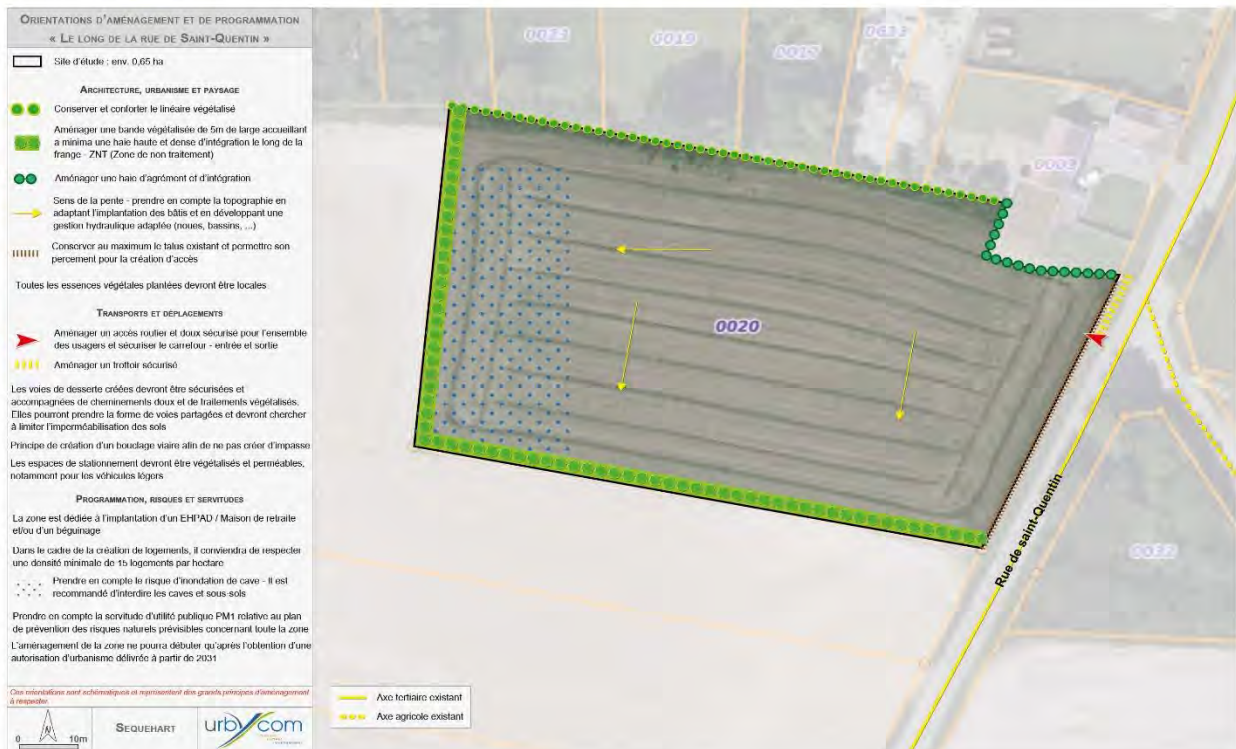 ORIENTATIONS D'AMÉNAGEMENT ET DE PROGRAMMATION
« LE LONG DE LA RUE DE SAINT-QUENTIN »
Site d'étude : env. 0,65 ha
ARCHITECTURE, URBANISME ET PAYSAGE
Conserver et conforter le linéaire végétalisé
Aménager une bande végétalisée de 5m de large accueillant
a minima une haie haute et dense d'intégration le long de la
frange - ZNT (Zone de non traitement)
Aménager une haie d'agrément et d'intégration
Sens de la pente - prendre en compte la topographie en
adaptant l'implantation des bâtis et en développant une
gestion hydraulique adaptée (noues, bassins, ...)
Conserver au maximum le talus existant et permettre son
percement pour la création d'accès
Toutes les essences végétales plantées devront être locales
TRANSPORTS ET DÉPLACEMENTS
Aménager un accès routier et doux sécurisé pour l'ensemble
des usagers et sécuriser le carrefour - entrée et sortie
Aménager un trottoir sécurisé
Les voies de desserte créées devront être sécurisées et
accompagnées de cheminements doux et de traitements végétalisés.
Elles pourront prendre la forme de voies partagées et devront chercher
à limiter l'imperméabilisation des sols
Principe de création d'un bouclage viaire afin de ne pas créer d'impasse
Les espaces de stationnement devront être végétalisés et perméables,
notamment pour les véhicules légers
PROGRAMMATION, RISQUES ET SERVITUDES
La zone est dédiée à l'implantation d'un EHPAD / Maison de retraite
et/ou d'un béguinage
Dans le cadre de la création de logements, il conviendra de respecter
une densité minimale de 15 logements par hectare
Prendre en compte le risque d'inondation de cave - Il est
recommandé d'interdire les caves et sous-sols
Prendre en compte la servitude d'utilité publique PM1 relative au plan
de prévention des risques naturels prévisibles concernant toute la zone
L'aménagement de la zone ne pourra débuter qu'après l'obtention d'une
autorisation d'urbanisme délivrée à partir de 2031
Ces orientations sont schématiques et représentent des grands principes d'aménagement
à respecter.
N
0 10m
SEQUEHART
urbycom
0023
0019
0017
0633
0003
0020
0032
Rue de saint-Quentin
Axe tertiaire existant
Axe agricole existant